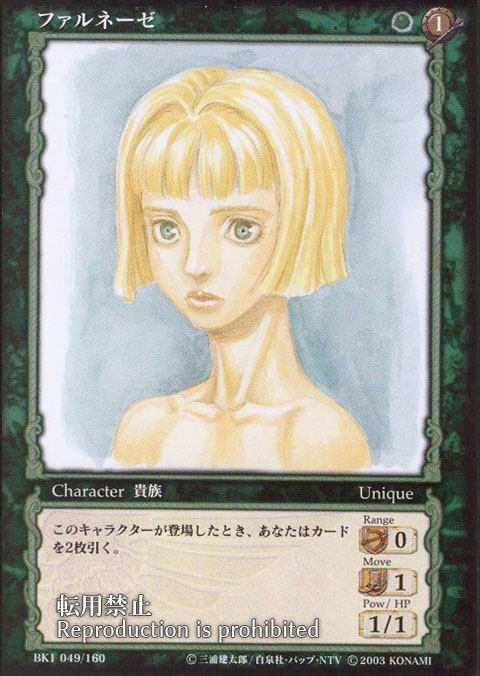 ファルネーゼ
1
Character 貴族
Unique
このキャラクターが登場したとき、あなたはカード
を2枚引く。
Range
0
Move
1
Pow/ HP
1/1
転用禁止
Reproduction is prohibited
BK1 049/160
©三浦建太郎/白泉社・バップ・NTV ©2003 KONAMI